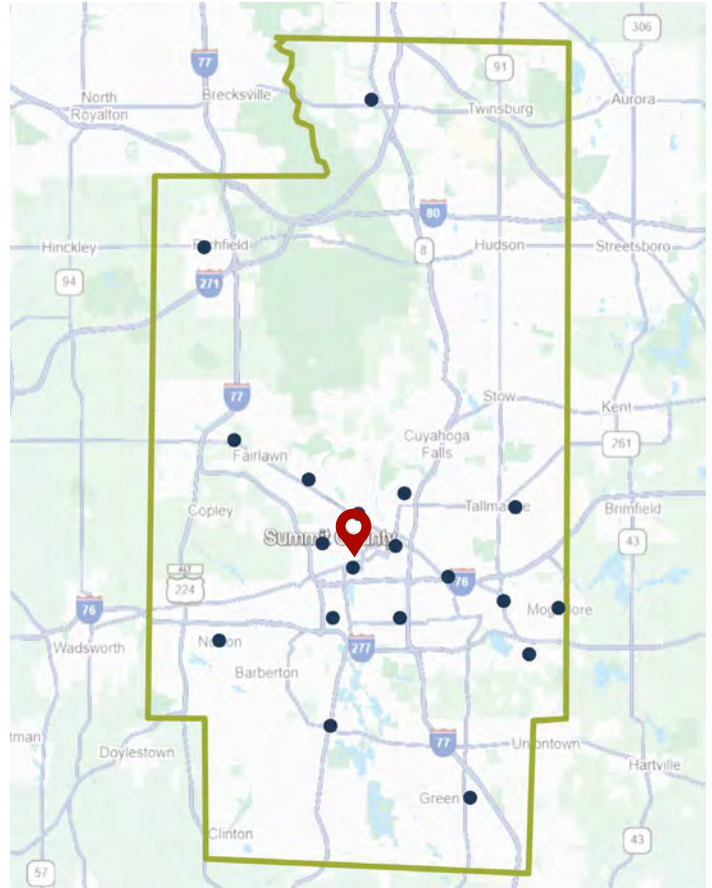 306
77
91
North
Royalton
Brecksville
Twinsburg
Aurora
80
8
Hinckley
Hudson
Streetsboro
94
271
77
Stow
Kent
Cuyahoga
Falls
261
Fairlawn
Copley
Tallmadge
Brimfield
Summit County
43
ALT
224
76
76
Mogadore
Wadsworth
Norton
277
Barberton
Doylestown
77
Uniontown
Hartville
Green
Clinton
43
57